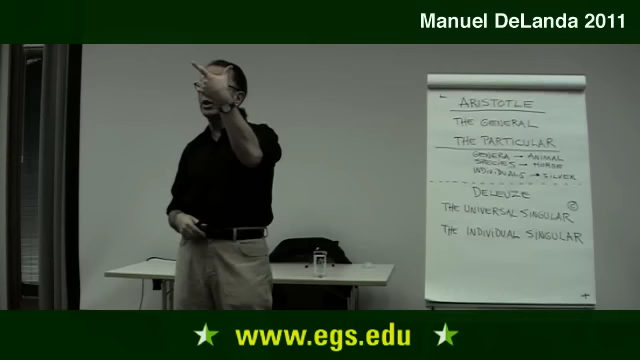 Manuel DeLanda 2011
ARISTOTLE
THE GENERAL
THE PARTICULAR
GENERA → ANIMAL
SPECIES → HORSE
INDIVIDUALS → SILVER
DELEUZE
©
THE UNIVERSAL SINGULAR
THE INDIVIDUAL SINGULAR
www.egs.edu